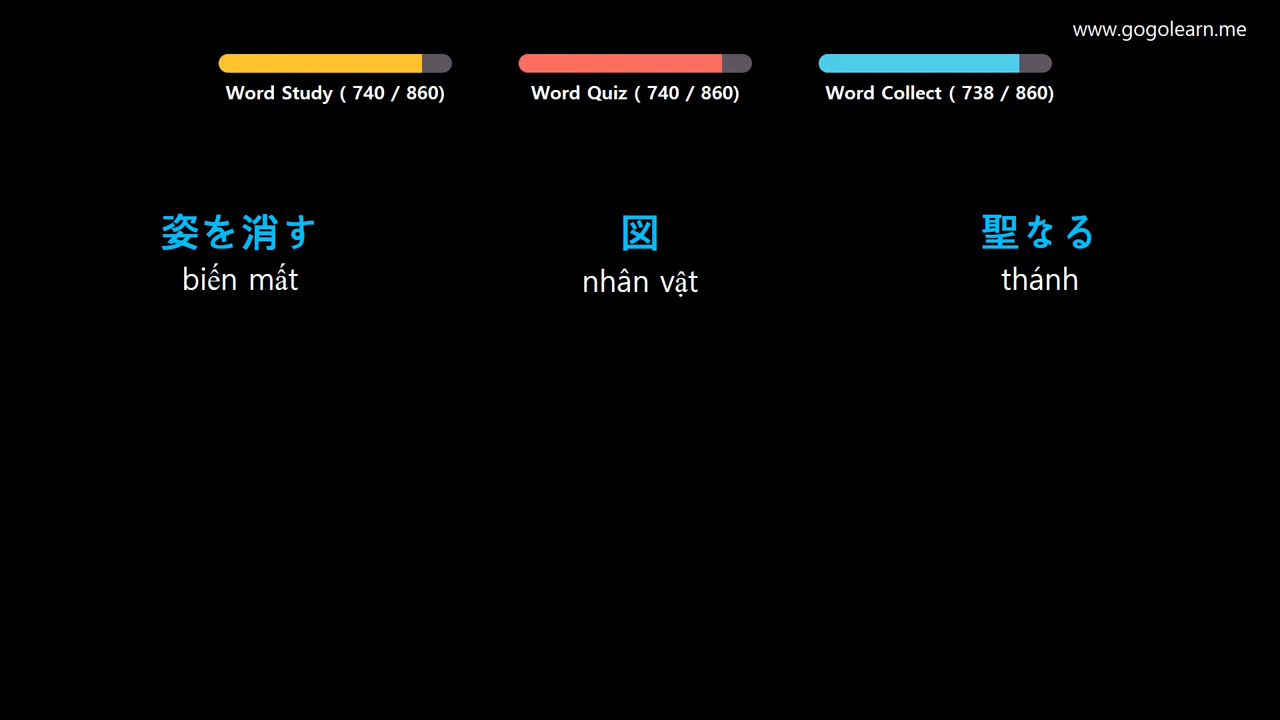 www.gogolearn.me
Word Study ( 740 / 860)
Word Quiz ( 740 / 860)
Word Collect ( 738 / 860)
姿を消す
図
聖なる
biến mất
nhân vật
thánh